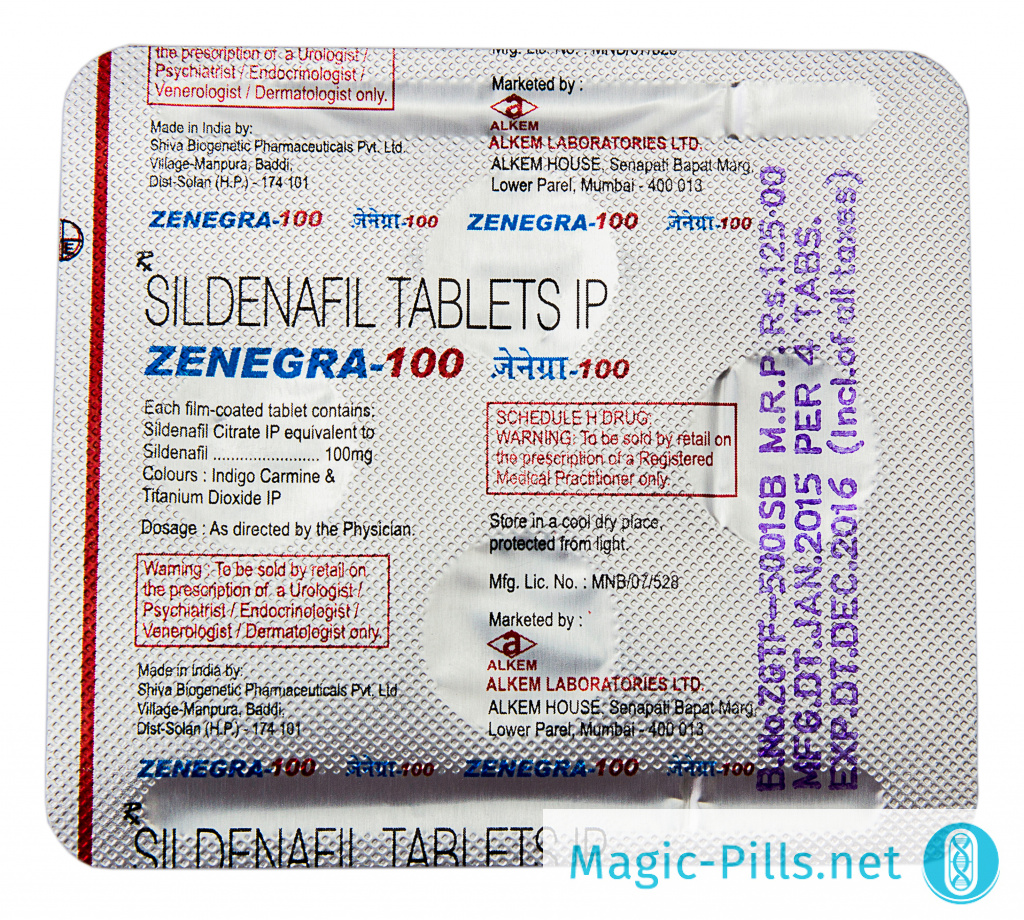 the prescription of a Urologist /
Psychiatrist / Endocrinologist /
Venerologist / Dermatologist only.
Made in India by:
Shiva Biogenetic Pharmaceuticals Pvt. Ltd.
Village-Manpura, Baddi,
Dist-Solan (H.P.) - 174 101
Mfg. Lic. No. : MNB/07/528
Marketed by :
a
ALKEM
ALKEM LABORATORIES LTD.
ALKEM HOUSE, Senapati Bapat Marg,
Lower Parel, Mumbai - 400 013
ZENEGRA-100 ज़ेनेग्रा-100 ZENEGRA-100 ज़ेनेग्रा-100
Rx
SILDENAFIL TABLETS IP
ZENEGRA-100 ज़ेनेग्रा-100
Each film-coated tablet contains:
Sildenafil Citrate IP equivalent to
Sildenafil ...................... 100mg
Colours : Indigo Carmine &
Titanium Dioxide IP
Dosage : As directed by the Physician.
Warning : To be sold by retail on
the prescription of a Urologist /
Psychiatrist / Endocrinologist /
Venerologist / Dermatologist only.
Made in India by:
Shiva Biogenetic Pharmaceuticals Pvt. Ltd.
Village-Manpura, Baddi,
Dist-Solan (H.P.) - 174 101
SCHEDULE H DRUG:
WARNING: To be sold by retail on
the prescription of a Registered
Medical Practitioner only.
Store in a cool dry place,
protected from light.
Mfg. Lic. No. : MNB/07/528
Marketed by :
a
ALKEM
ALKEM LABORATORIES LTD.
ALKEM HOUSE, Senapati Bapat Marg,
Lower Parel, Mumbai - 400 013
ZENEGRA-100 ज़ेनेग्रा-100 ZENEGRA-100 ज़ेनेग्रा-100
Rx
SILDENAFIL TABLETS IP
B.No.ZGTF-5001SB M.R.P. Rs.125.00
MFG.DT.JAN.2015 PER 4 TABS.
EXP.DT.DEC.2016 (Incl.of all taxes)
Magic-Pills.net